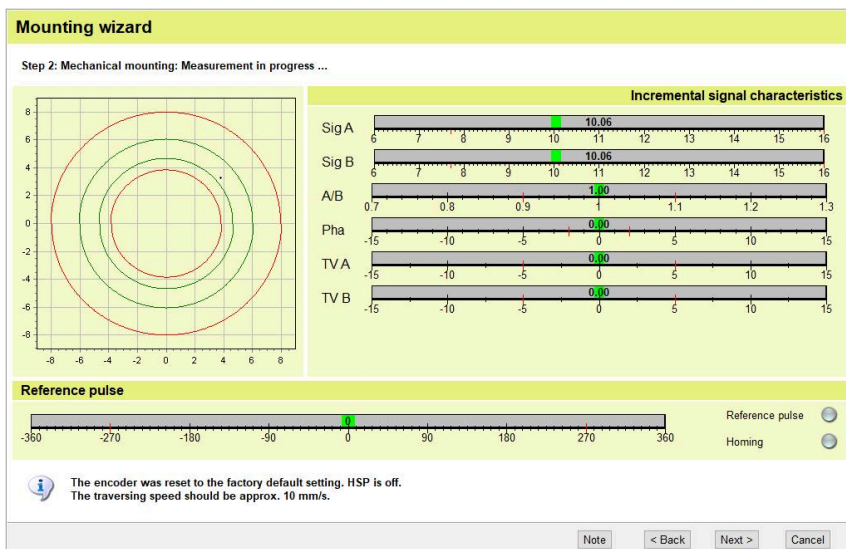 Mounting wizard
Step 2: Mechanical mounting: Measurement in progress ...
8
6
4
2
0
-2
-4
-6
-8
-8 -6 -4 -2 0 2 4 6 8
Incremental signal characteristics
Sig A
10.06
6 7 8 9 10 11 12 13 14 15 16
Sig B
10.06
6 7 8 9 10 11 12 13 14 15 16
A/B
1.00
0.7 0.8 0.9 1 1.1 1.2 1.3
Pha
0.00
-15 -10 -5 0 5 10 15
TV A
0.00
-15 -10 -5 0 5 10 15
TV B
0.00
-15 -10 -5 0 5 10 15
Reference pulse
0
-360 -270 -180 -90 0 90 180 270 360
Reference pulse
Homing
The encoder was reset to the factory default setting. HSP is off.
The traversing speed should be approx. 10 mm/s.
Note < Back Next > Cancel